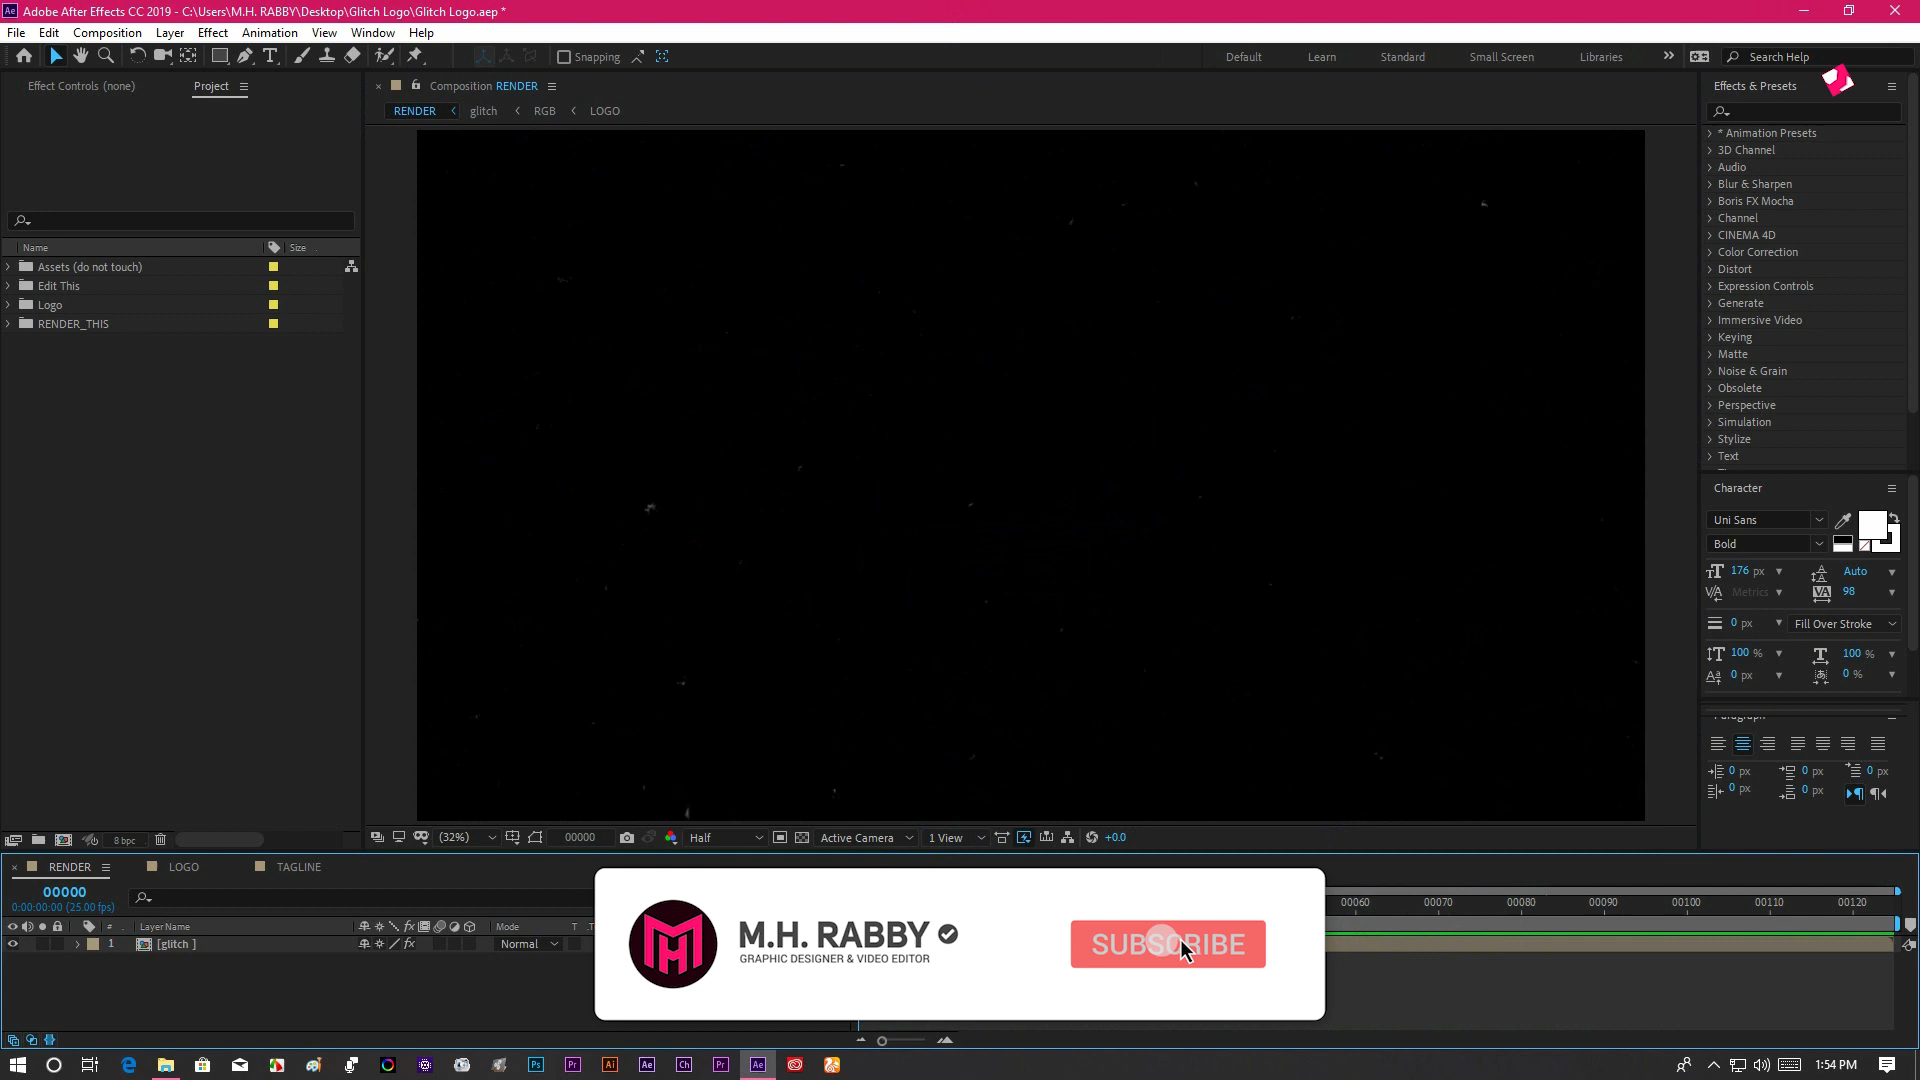 Adobe After Effects CC 2019 - C:\Users\M.H. RABBY\Desktop\Glitch Logo\Glitch Logo.aep *
File Edit Composition Layer Effect Animation View Window Help
Snapping
Default Learn Standard Small Screen Libraries Search Help
Effect Controls (none) Project
Composition RENDER
RENDER glitch RGB LOGO
Name Size
Assets (do not touch)
Edit This
Logo
RENDER_THIS
8 bpc
(32%) 00000 Half Active Camera 1 View +0.0
Effects & Presets
* Animation Presets
3D Channel
Audio
Blur & Sharpen
Boris FX Mocha
Channel
CINEMA 4D
Color Correction
Distort
Expression Controls
Generate
Immersive Video
Keying
Matte
Noise & Grain
Obsolete
Perspective
Simulation
Stylize
Text
Character
Uni Sans
Bold
176 px Auto
Metrics 98
0 px Fill Over Stroke
100 % 100 %
0 px 0 %
Paragraph
0 px 0 px 0 px
0 px 0 px
RENDER LOGO TAGLINE
00000
0:00:00:00 (25.00 fps)
00060 00070 00080 00090 00100 00110 00120
# Layer Name Mode T
1 [glitch ] Normal
M.H. RABBY
GRAPHIC DESIGNER & VIDEO EDITOR
SUBSCRIBE
1:54 PM